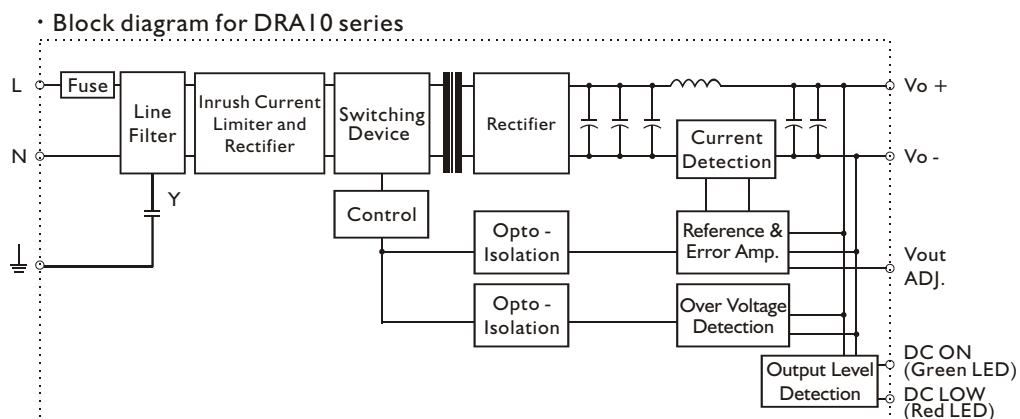 · Block diagram for DRA10 series
L
Fuse
Line
Filter
Inrush Current
Limiter and
Rectifier
Switching
Device
Rectifier
Vo +
N
Current
Detection
Vo -
Y
Control
Opto -
Isolation
Reference &
Error Amp.
Vout
ADJ.
Opto -
Isolation
Over Voltage
Detection
Output Level
Detection
DC ON
(Green LED)
DC LOW
(Red LED)